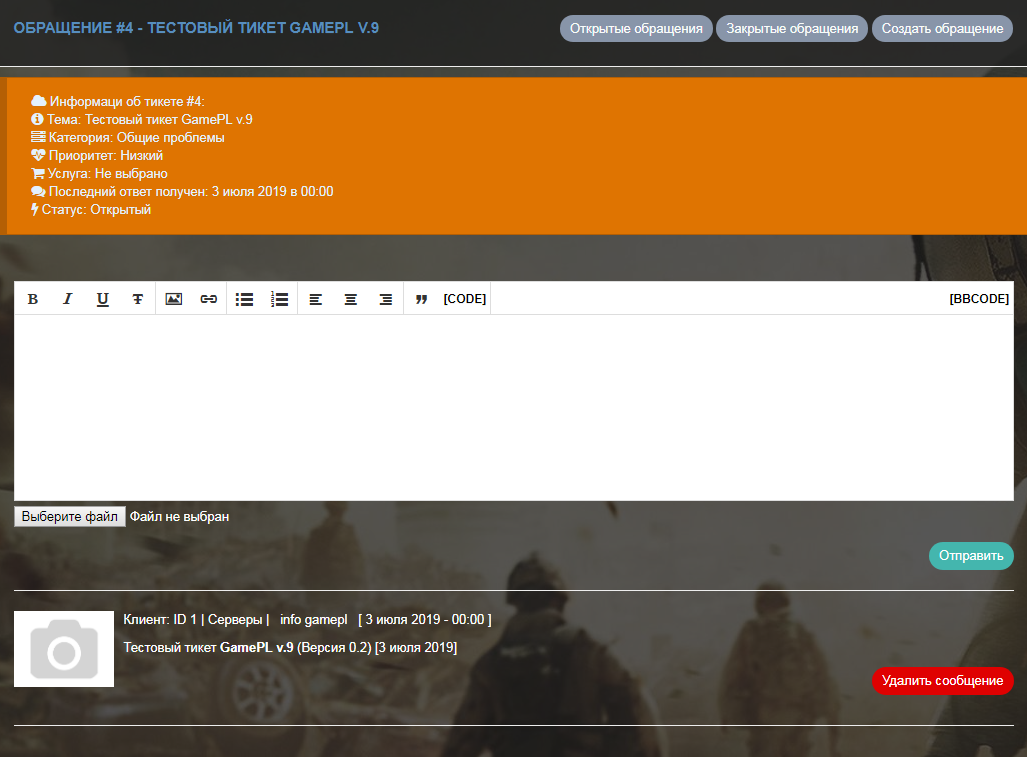 ОБРАЩЕНИЕ #4 - ТЕСТОВЫЙ ТИКЕТ GAMEPL V.9
Открытые обращения
Закрытые обращения
Создать обращение
Информаци об тикете #4:
Тема: Тестовый тикет GamePL v.9
Категория: Общие проблемы
Приоритет: Низкий
Услуга: Не выбрано
Последний ответ получен: 3 июля 2019 в 00:00
Статус: Открытый
B I U T [CODE] [BBCODE]
Выберите файл Файл не выбран
Отправить
Клиент: ID 1 | Серверы | info gamepl [ 3 июля 2019 - 00:00 ]
Тестовый тикет GamePL v.9 (Версия 0.2) [3 июля 2019]
Удалить сообщение